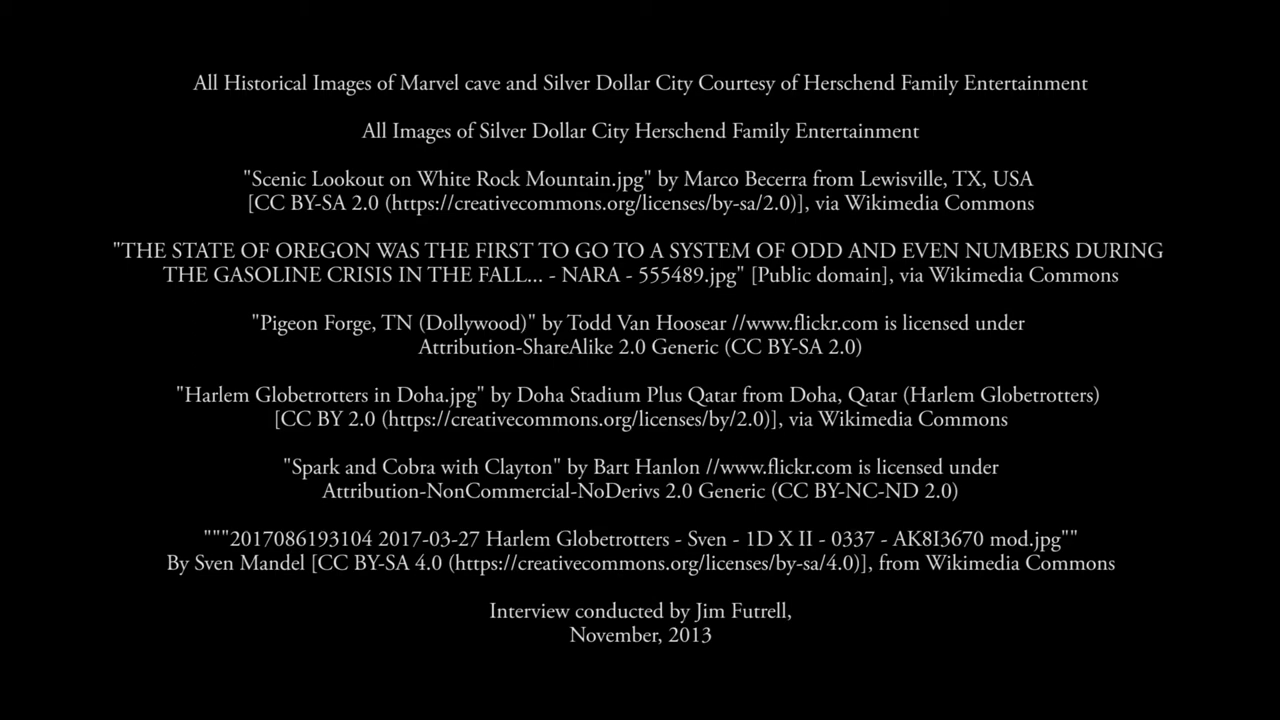 All Historical Images of Marvel cave and Silver Dollar City Courtesy of Herschend Family Entertainment
All Images of Silver Dollar City Herschend Family Entertainment
"Scenic Lookout on White Rock Mountain.jpg" by Marco Becerra from Lewisville, TX, USA
[CC BY-SA 2.0 (https://creativecommons.org/licenses/by-sa/2.0)], via Wikimedia Commons
"THE STATE OF OREGON WAS THE FIRST TO GO TO A SYSTEM OF ODD AND EVEN NUMBERS DURING
THE GASOLINE CRISIS IN THE FALL... - NARA - 555489.jpg" [Public domain], via Wikimedia Commons
"Pigeon Forge, TN (Dollywood)" by Todd Van Hoosear //www.flickr.com is licensed under
Attribution-ShareAlike 2.0 Generic (CC BY-SA 2.0)
"Harlem Globetrotters in Doha.jpg" by Doha Stadium Plus Qatar from Doha, Qatar (Harlem Globetrotters)
[CC BY 2.0 (https://creativecommons.org/licenses/by/2.0)], via Wikimedia Commons
"Spark and Cobra with Clayton" by Bart Hanlon //www.flickr.com is licensed under
Attribution-NonCommercial-NoDerivs 2.0 Generic (CC BY-NC-ND 2.0)
"""2017086193104 2017-03-27 Harlem Globetrotters - Sven - 1D X II - 0337 - AK8I3670 mod.jpg""
By Sven Mandel [CC BY-SA 4.0 (https://creativecommons.org/licenses/by-sa/4.0)], from Wikimedia Commons
Interview conducted by Jim Futrell,
November, 2013